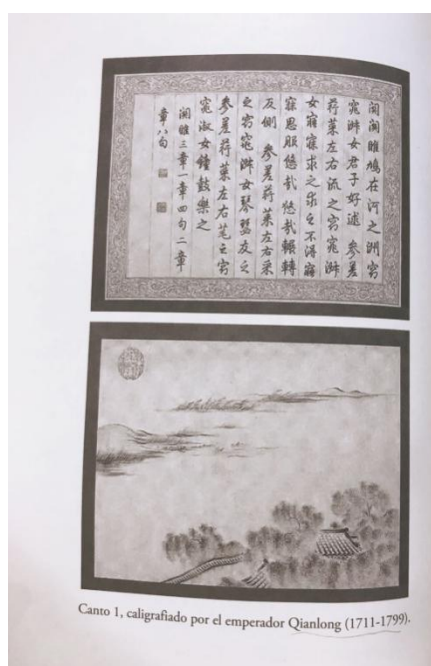 關關雎鳩在河之洲窈
窕淑女君子好逑 參差
荇菜左右流之窈窕淑
女寤寐求之求之不得寤
寐思服悠哉悠哉輾轉
反側 參差荇菜左右采
之窈窕淑女琴瑟友之
參差荇菜左右芼之窈
窕淑女鐘鼓樂之
關雎三章一章四句二章
章八句
Canto 1, caligrafiado por el emperador Qianlong (1711-1799).